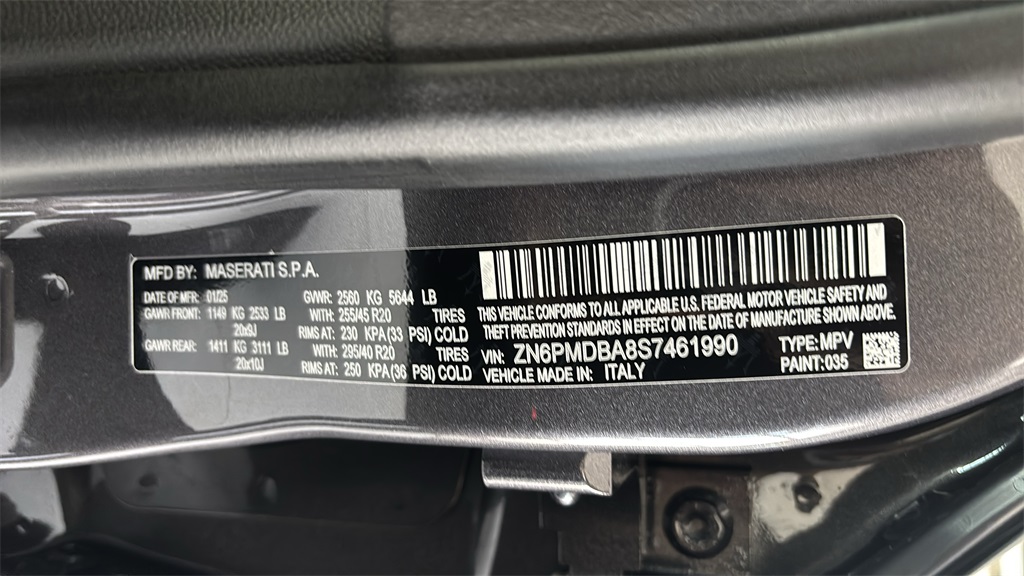 MFD BY: MASERATI S.P.A.
DATE OF MFR: 01/25 GVWR: 2560 KG 5644 LB
GAWR FRONT: 1149 KG 2533 LB WITH: 255/45 R20 TIRES
20x9J RIMS AT: 230 KPA(33 PSI) COLD
GAWR REAR: 1411 KG 3111 LB WITH: 295/40 R20 TIRES
20x10J RIMS AT: 250 KPA(36 PSI) COLD
THIS VEHICLE CONFORMS TO ALL APPLICABLE U.S. FEDERAL MOTOR VEHICLE SAFETY AND
THEFT PREVENTION STANDARDS IN EFFECT ON THE DATE OF MANUFACTURE SHOWN ABOVE.
VIN: ZN6PMDBA8S7461990 TYPE: MPV
VEHICLE MADE IN: ITALY PAINT: 035